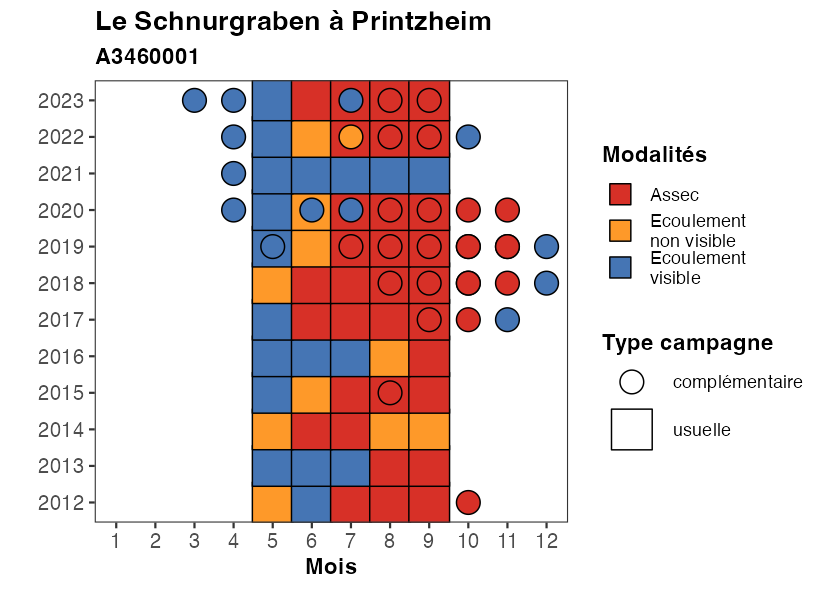 Le Schnurgraben à Printzheim
A3460001
2023
2022
2021
2020
2019
2018
2017
2016
2015
2014
2013
2012
1 2 3 4 5 6 7 8 9 10 11 12
Mois
Modalités
Assec
Ecoulement
non visible
Ecoulement
visible
Type campagne
complémentaire
usuelle